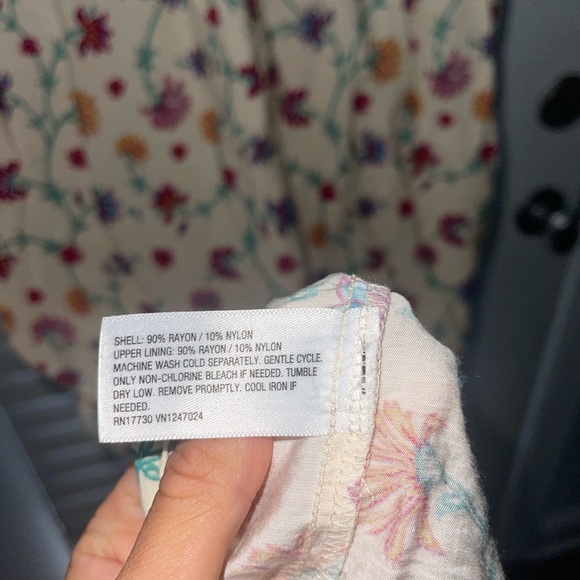 SHELL: 90% RAYON / 10% NYLON
UPPER LINING: 90% RAYON / 10% NYLON
MACHINE WASH COLD SEPARATELY. GENTLE CYCLE.
ONLY NON-CHLORINE BLEACH IF NEEDED. TUMBLE
DRY LOW. REMOVE PROMPTLY. COOL IRON IF
NEEDED.
RN17730 VN1247024